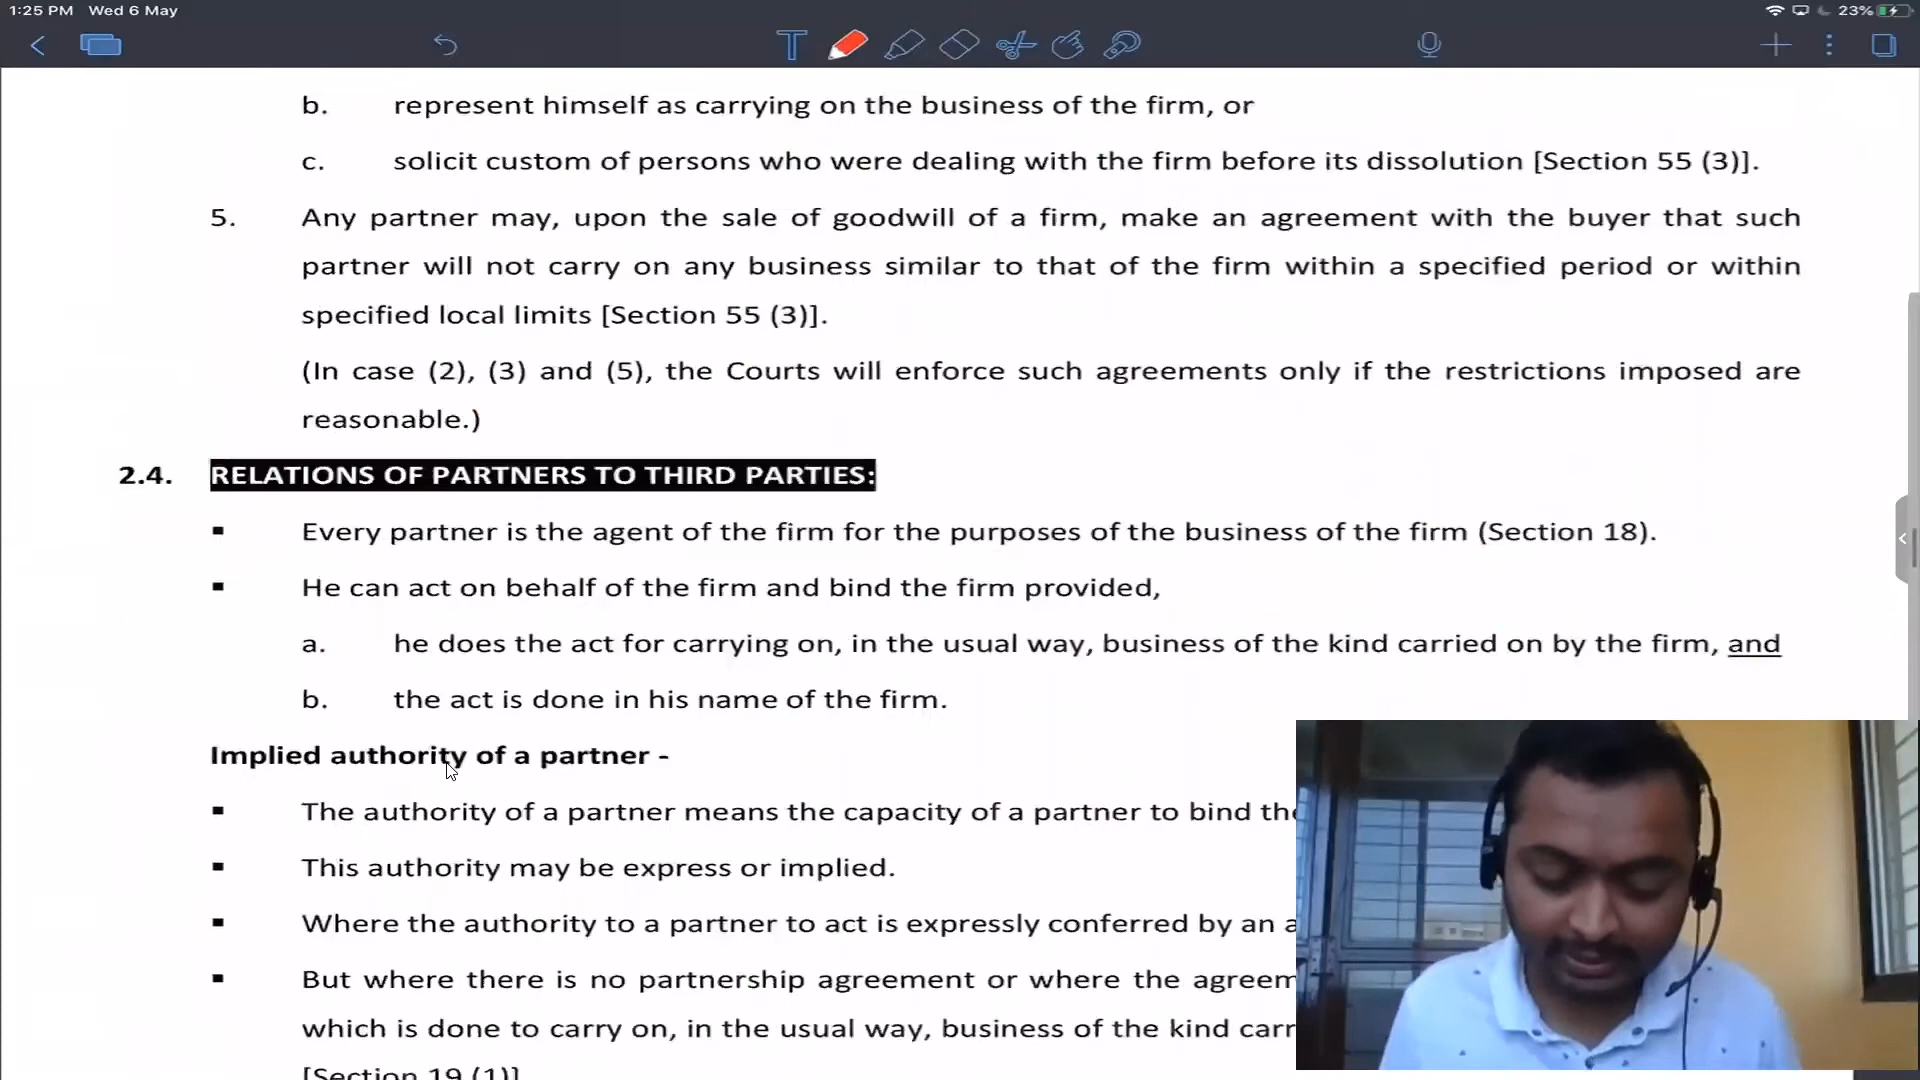 1:25 PM Wed 6 May
23%
b. represent himself as carrying on the business of the firm, or
c. solicit custom of persons who were dealing with the firm before its dissolution [Section 55 (3)].
5. Any partner may, upon the sale of goodwill of a firm, make an agreement with the buyer that such
partner will not carry on any business similar to that of the firm within a specified period or within
specified local limits [Section 55 (3)].
(In case (2), (3) and (5), the Courts will enforce such agreements only if the restrictions imposed are
reasonable.)
2.4. RELATIONS OF PARTNERS TO THIRD PARTIES:
▪ Every partner is the agent of the firm for the purposes of the business of the firm (Section 18).
▪ He can act on behalf of the firm and bind the firm provided,
a. he does the act for carrying on, in the usual way, business of the kind carried on by the firm, and
b. the act is done in his name of the firm.
Implied authority of a partner -
▪ The authority of a partner means the capacity of a partner to bind the
▪ This authority may be express or implied.
▪ Where the authority to a partner to act is expressly conferred by an a
▪ But where there is no partnership agreement or where the agreem
which is done to carry on, in the usual way, business of the kind carr
[Section 19 (1)]